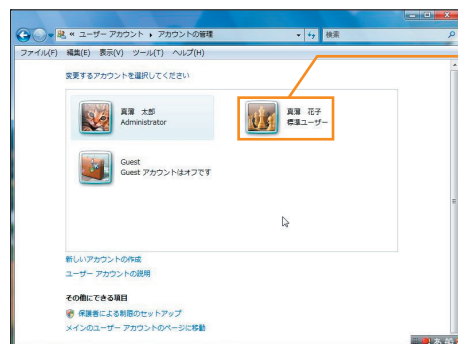 « ユーザー アカウント ▸ アカウントの管理
検索
ファイル(F) 編集(E) 表示(V) ツール(T) ヘルプ(H)
変更するアカウントを選択してください
真薄 太郎
Administrator
真薄 花子
標準ユーザー
Guest
Guest アカウントはオフです
新しいアカウントの作成
ユーザー アカウントの説明
その他にできる項目
保護者による制限のセットアップ
メインのユーザー アカウントのページに移動
あ